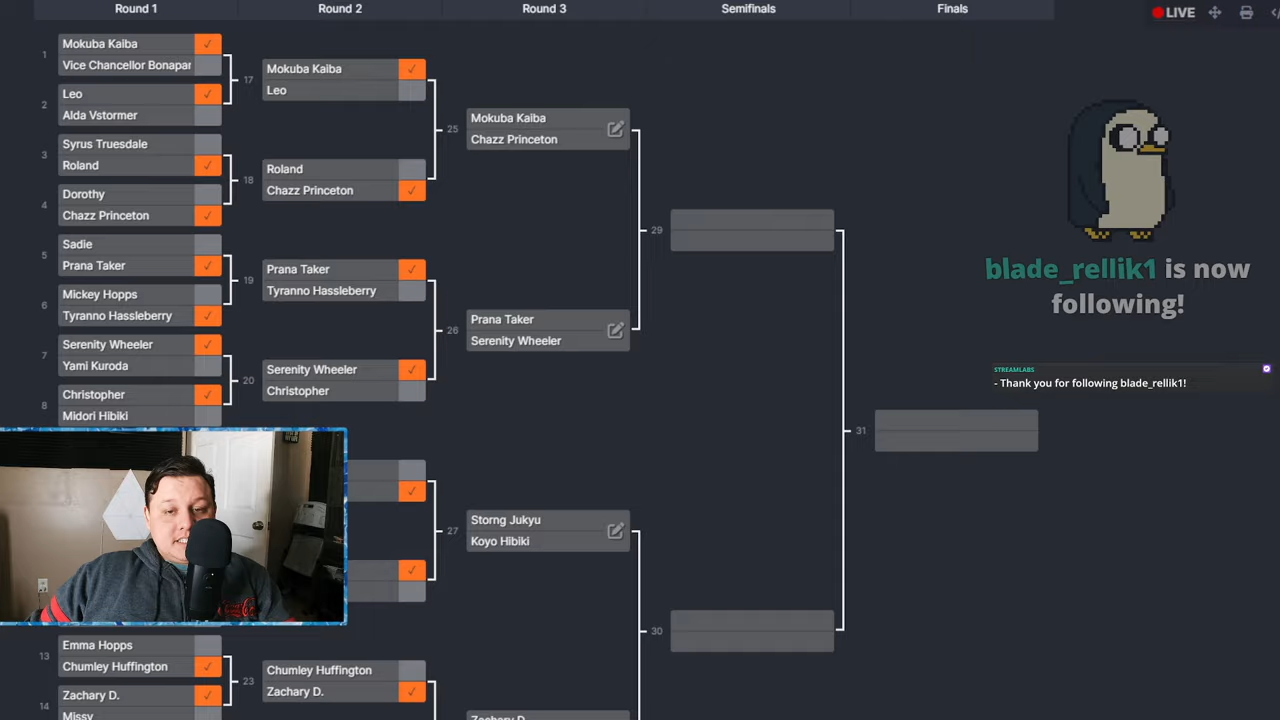 Round 1
Round 2
Round 3
Semifinals
Finals
LIVE
1
Mokuba Kaiba
Vice Chancellor Bonapar
2
Leo
Alda Vstormer
3
Syrus Truesdale
Roland
4
Dorothy
Chazz Princeton
5
Sadie
Prana Taker
6
Mickey Hopps
Tyranno Hassleberry
7
Serenity Wheeler
Yami Kuroda
8
Christopher
Midori Hibiki
13
Emma Hopps
Chumley Huffington
14
Zachary D.
Missy
17
Mokuba Kaiba
Leo
18
Roland
Chazz Princeton
19
Prana Taker
Tyranno Hassleberry
20
Serenity Wheeler
Christopher
23
Chumley Huffington
Zachary D.
25
Mokuba Kaiba
Chazz Princeton
26
Prana Taker
Serenity Wheeler
27
Storng Jukyu
Koyo Hibiki
Zachary D.
29
30
31
blade_rellik1 is now
following!
STREAMLABS
- Thank you for following blade_rellik1!